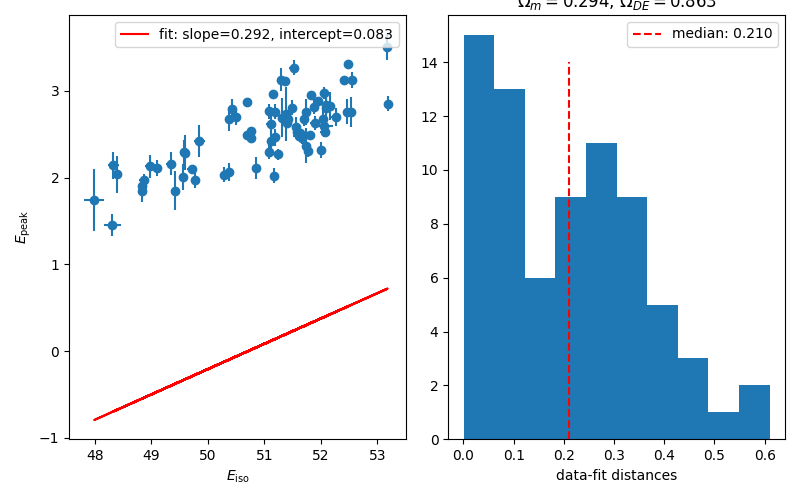 fit: slope=0.292, intercept=0.083
3
2
1
0
−1
E_peak
48 49 50 51 52 53
E_iso
Ω_m = 0.294, Ω_DE = 0.863
median: 0.210
14
12
10
8
6
4
2
0
0.0 0.1 0.2 0.3 0.4 0.5 0.6
data-fit distances